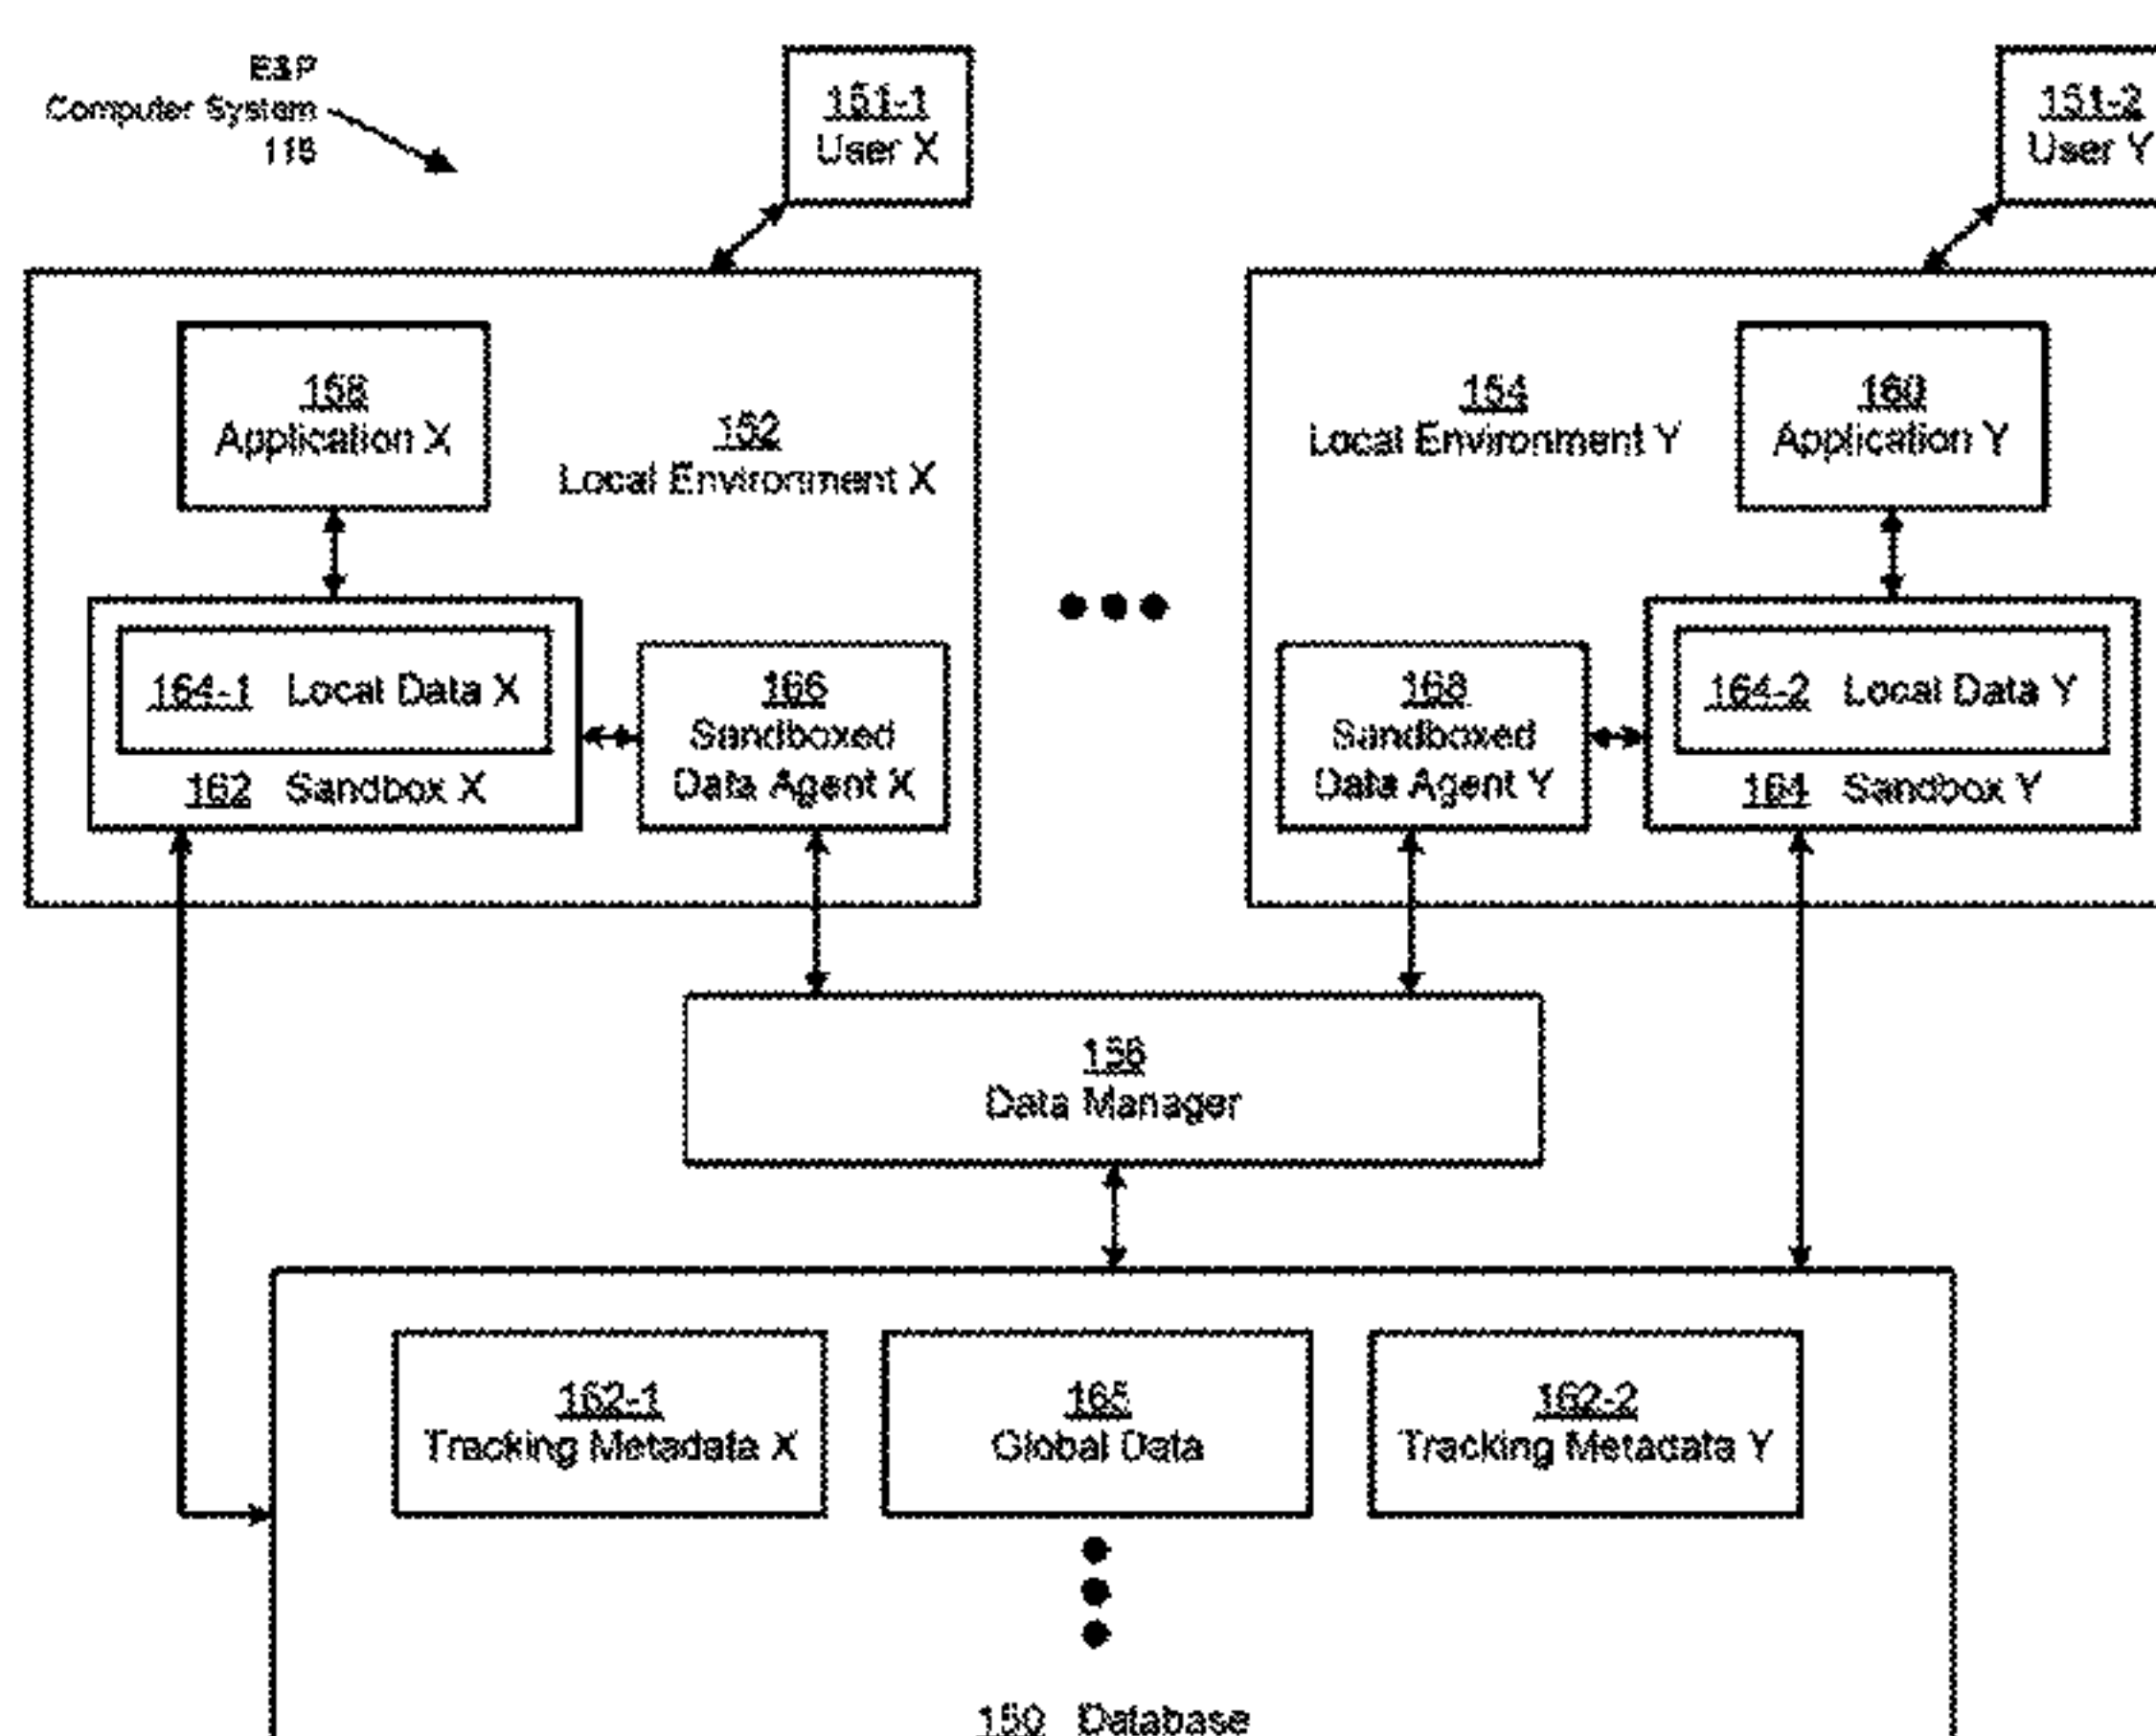 E&P
Computer System
118
151-1
User X
151-2
User Y
158
Application X
152
Local Environment X
154
Local Environment Y
160
Application Y
164-1 Local Data X
162 Sandbox X
166
Sandboxed
Data Agent X
168
Sandboxed
Data Agent Y
164-2 Local Data Y
164 Sandbox Y
156
Data Manager
162-1
Tracking Metadata X
165
Global Data
162-2
Tracking Metadata Y
150 Database